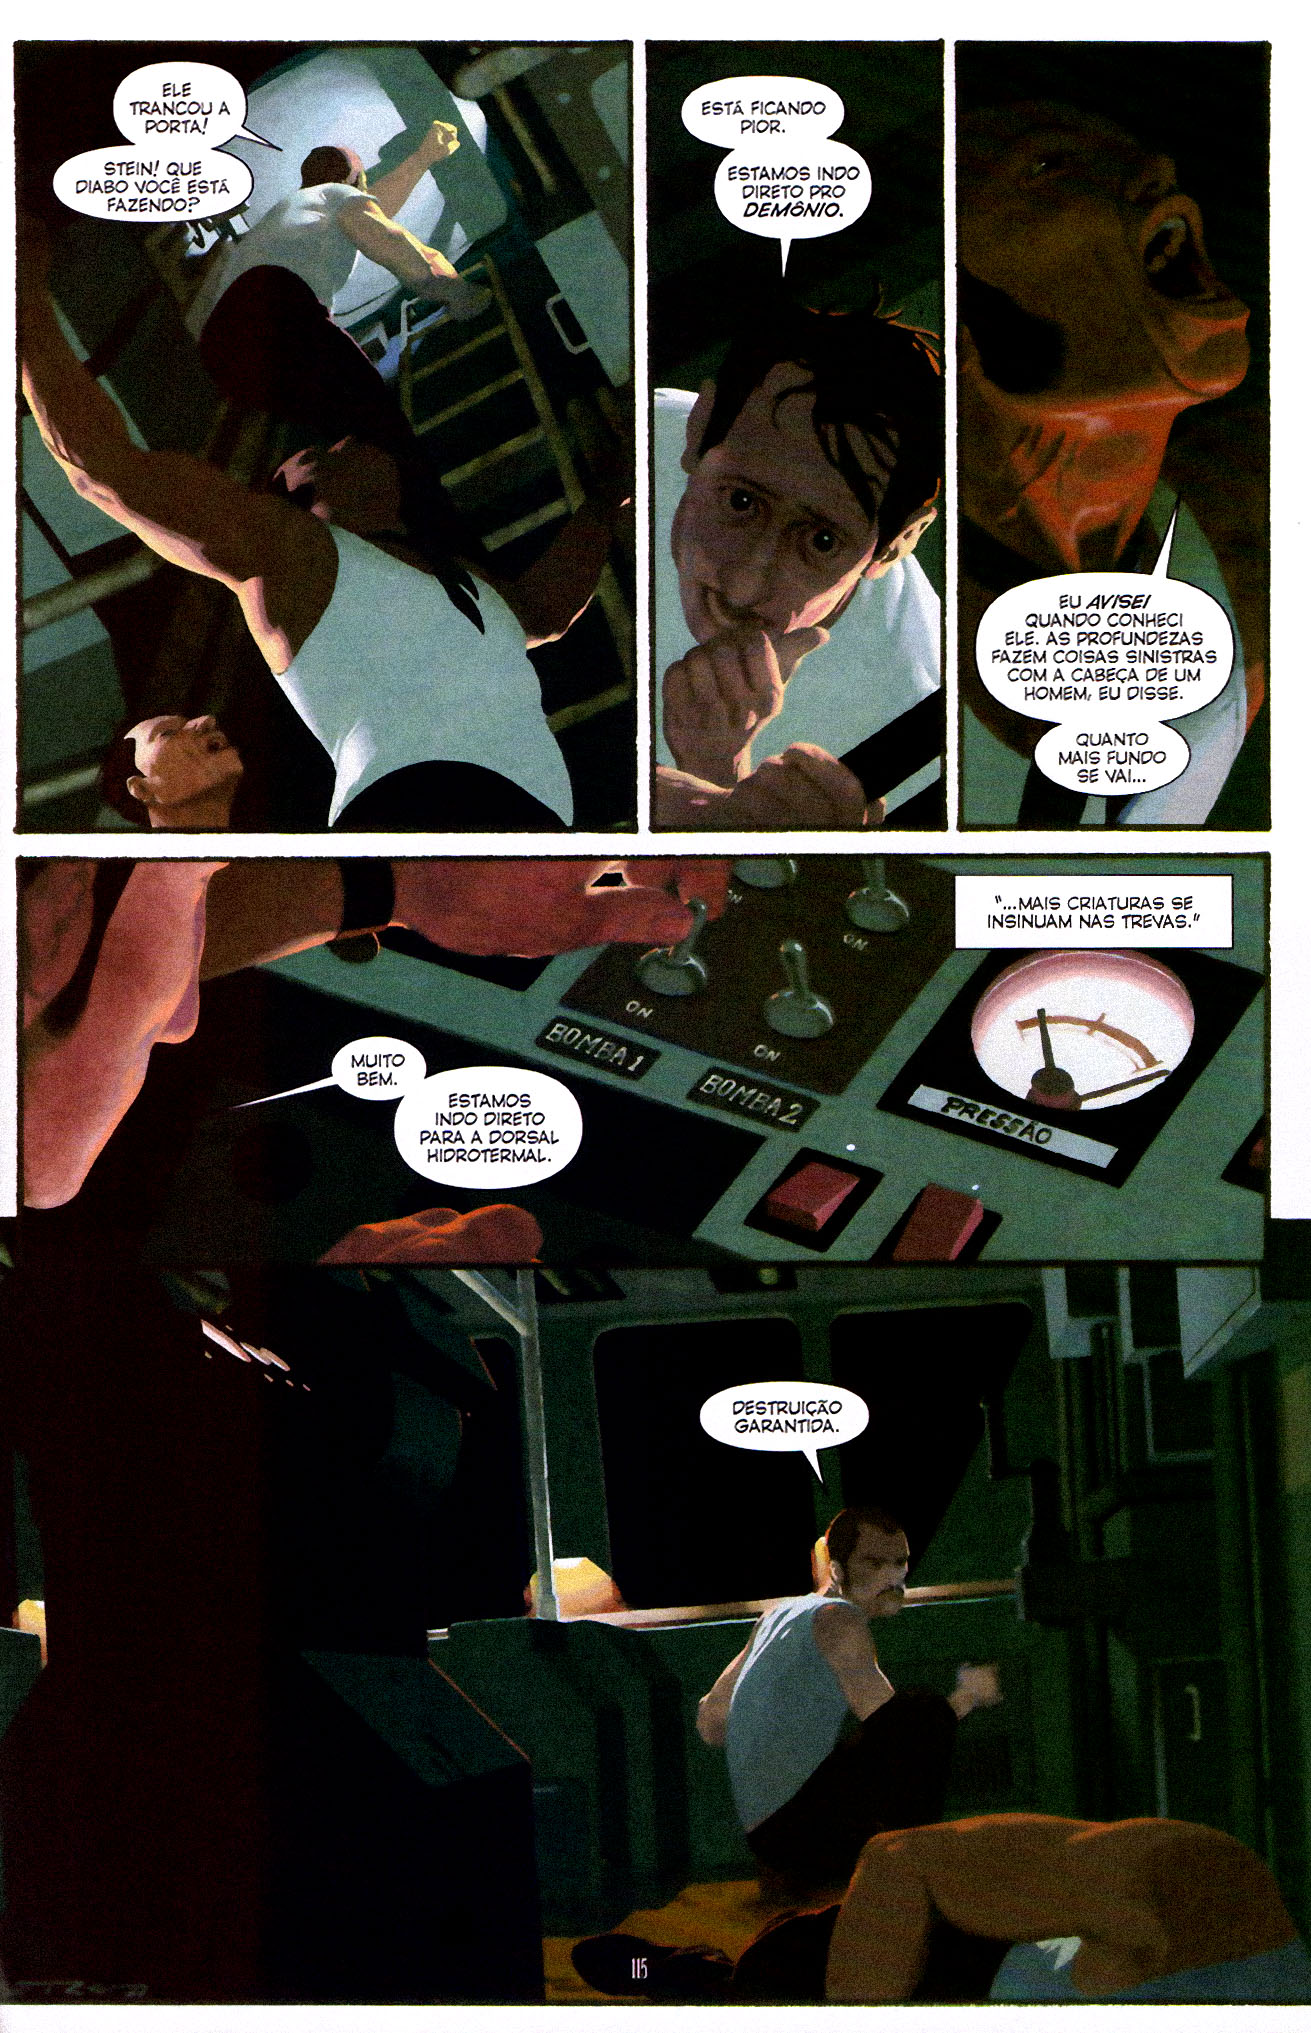 ELE
TRANCOU A
PORTA!
STEIN! QUE
DIABO VOCÊ ESTÁ
FAZENDO?
ESTÁ FICANDO
PIOR.
ESTAMOS INDO
DIRETO PRO
DEMÔNIO.
EU AVISEI
QUANDO CONHECI
ELE. AS PROFUNDEZAS
FAZEM COISAS SINISTRAS
COM A CABEÇA DE UM
HOMEM, EU DISSE.
QUANTO
MAIS FUNDO
SE VAI...
"...MAIS CRIATURAS SE
INSINUAM NAS TREVAS."
ON
ON
ON
ON
BOMBA 1
BOMBA 2
PRESSÃO
MUITO
BEM.
ESTAMOS
INDO DIRETO
PARA A DORSAL
HIDROTERMAL.
DESTRUIÇÃO
GARANTIDA.
115